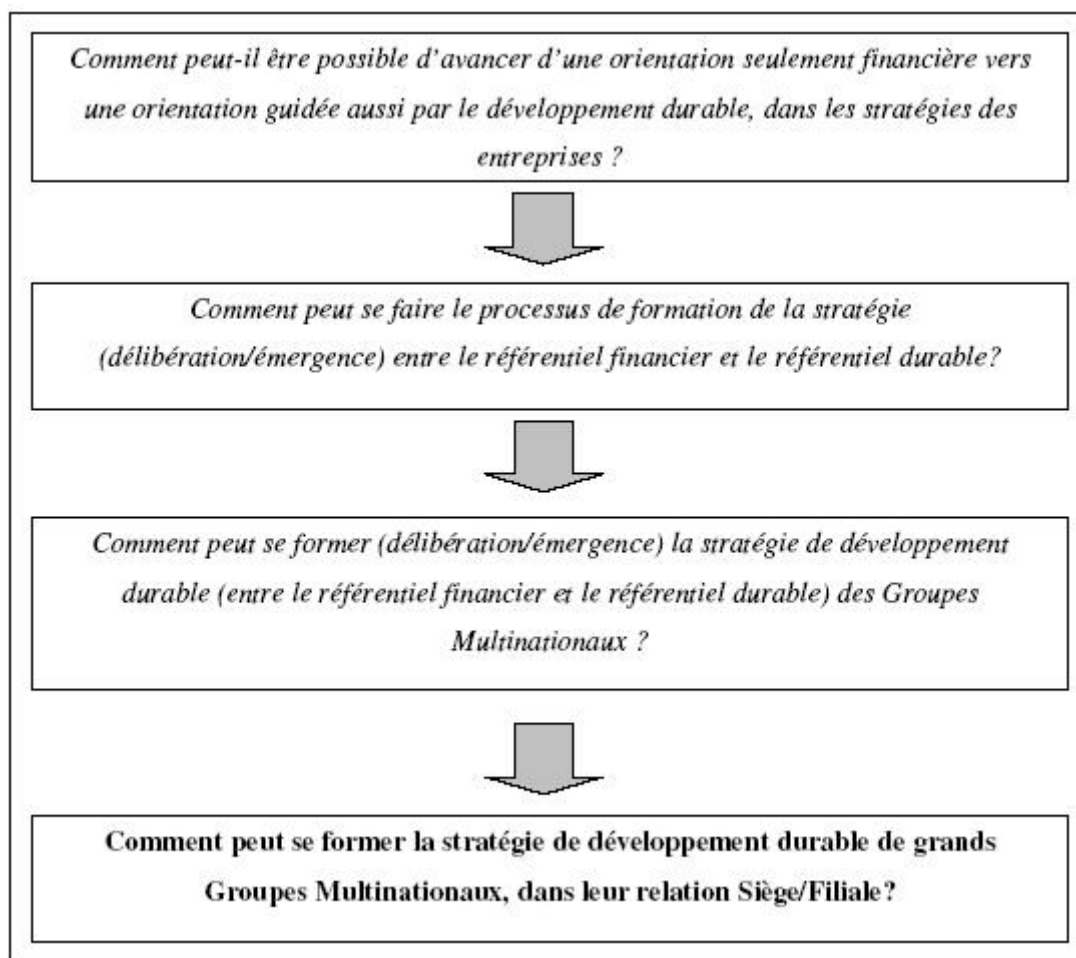 Comment peut-il être possible d’avancer d’une orientation seulement financière vers
une orientation guidée aussi par le développement durable, dans les stratégies des
entreprises ?
Comment peut se faire le processus de formation de la stratégie
(délibération/émergence) entre le référentiel financier et le référentiel durable?
Comment peut se former (délibération/émergence) la stratégie de développement
durable (entre le référentiel financier et le référentiel durable) des Groupes
Multinationaux ?
Comment peut se former la stratégie de développement durable de grands
Groupes Multinationaux, dans leur relation Siège/Filiale?